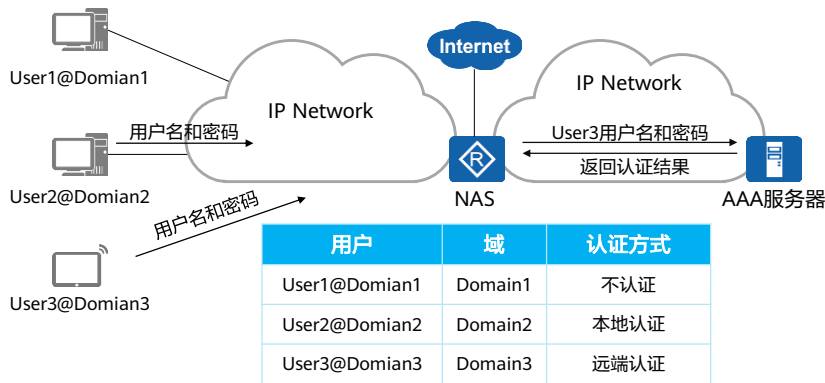 Internet
User1@Domian1
IP Network
IP Network
用户名和密码
User3用户名和密码
返回认证结果
User2@Domian2
NAS
AAA服务器
用户名和密码
User3@Domian3
用户 域 认证方式
User1@Domian1 Domain1 不认证
User2@Domian2 Domain2 本地认证
User3@Domian3 Domain3 远端认证
R